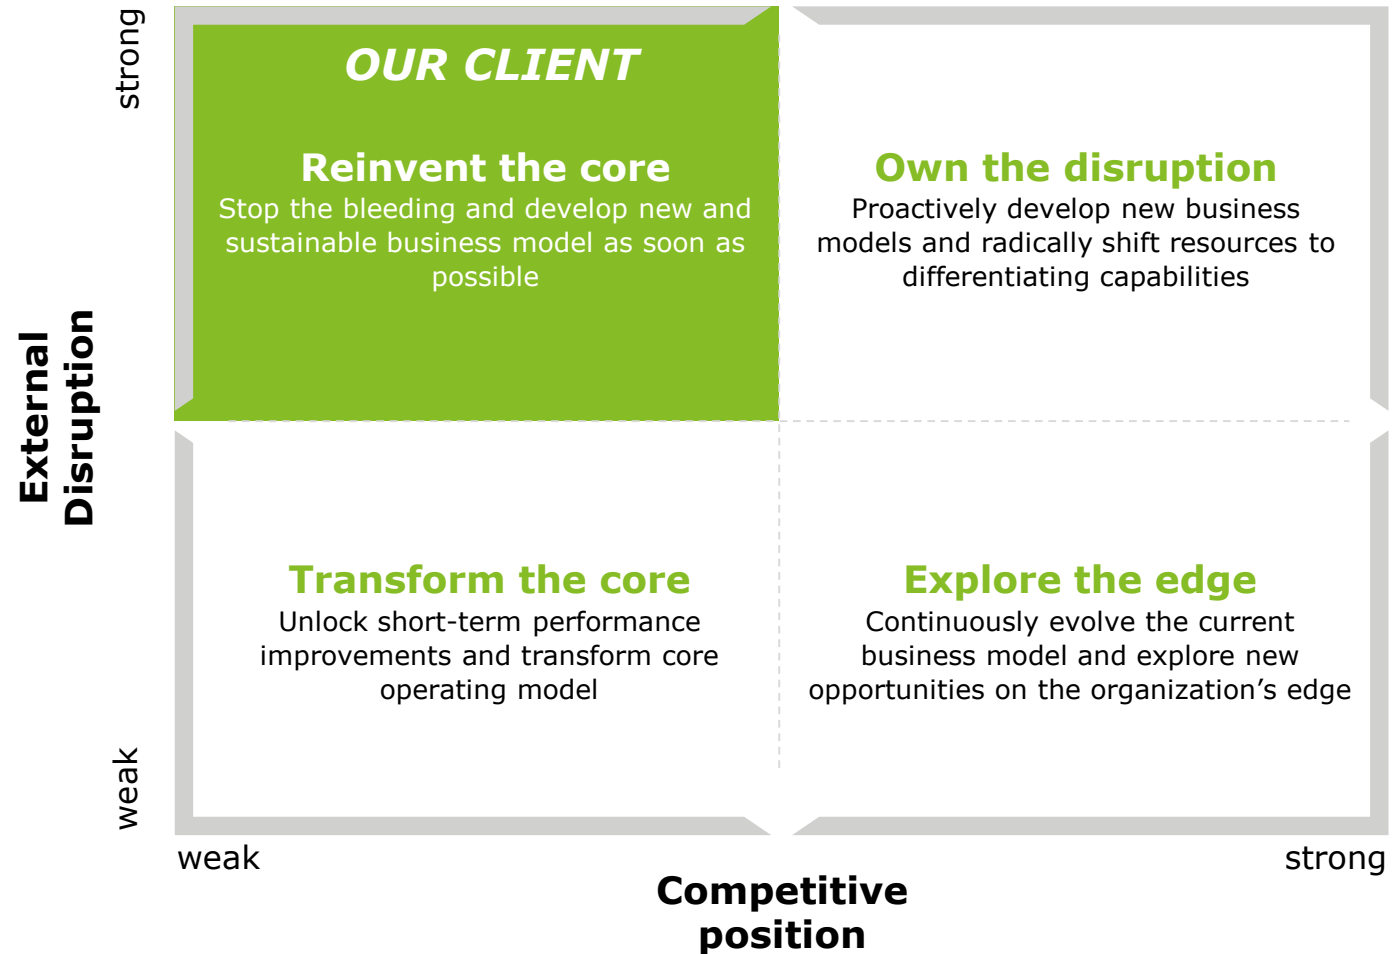 strong
OUR CLIENT
Reinvent the core
Stop the bleeding and develop new and
sustainable business model as soon as
possible
Own the disruption
Proactively develop new business
models and radically shift resources to
differentiating capabilities
External
Disruption
Transform the core
Unlock short-term performance
improvements and transform core
operating model
Explore the edge
Continuously evolve the current
business model and explore new
opportunities on the organization’s edge
weak
weak
strong
Competitive
position